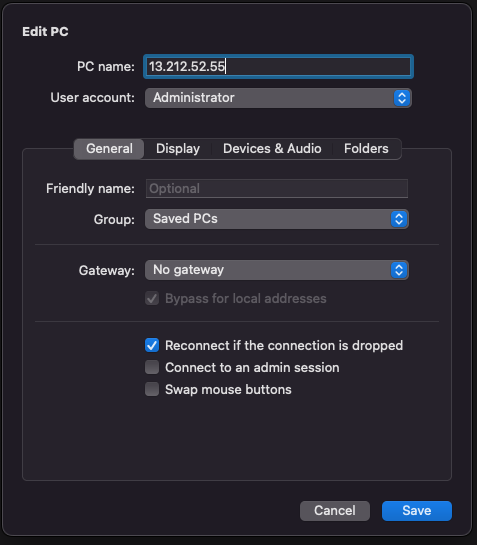 Edit PC
PC name: 13.212.52.55
User account: Administrator
General Display Devices & Audio Folders
Friendly name: Optional
Group: Saved PCs
Gateway: No gateway
Bypass for local addresses
Reconnect if the connection is dropped
Connect to an admin session
Swap mouse buttons
Cancel Save